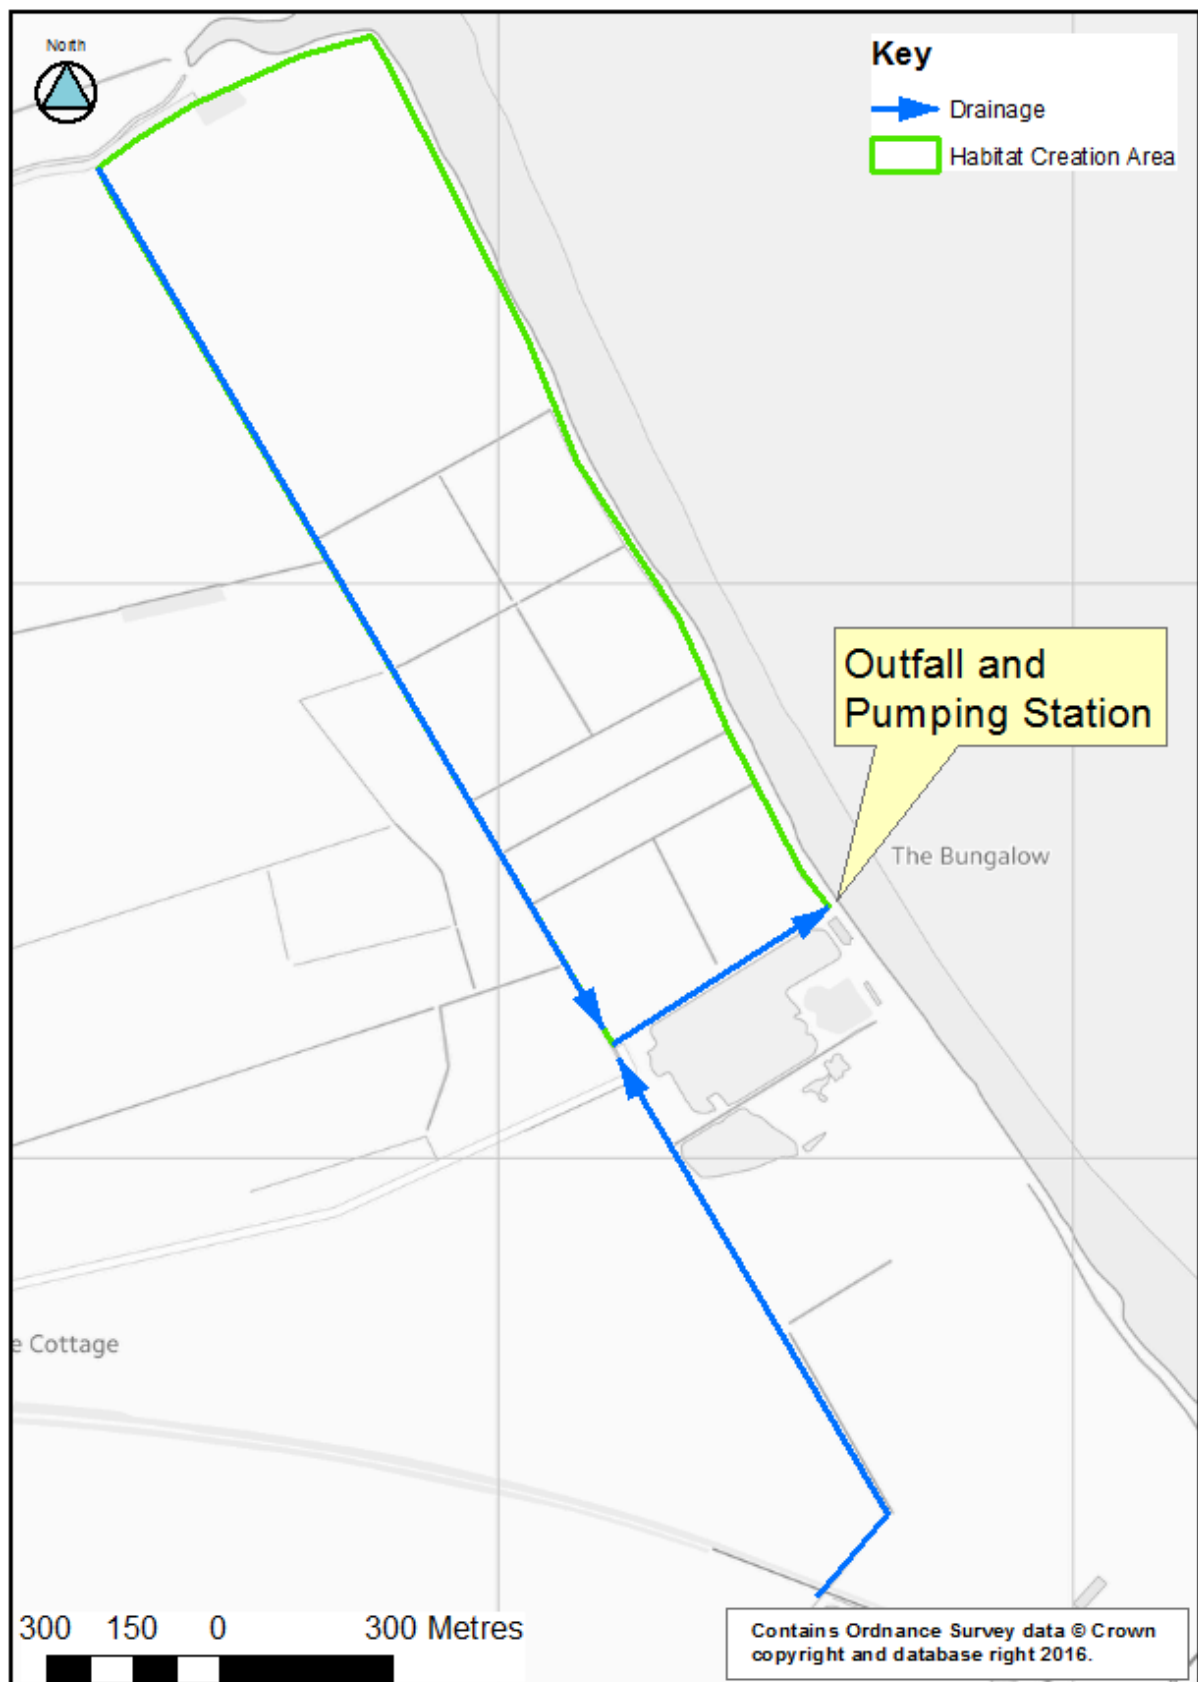 North
Key
Drainage
Habitat Creation Area
Outfall and
Pumping Station
The Bungalow
e Cottage
300 150 0 300 Metres
Contains Ordnance Survey data © Crown
copyright and database right 2016.